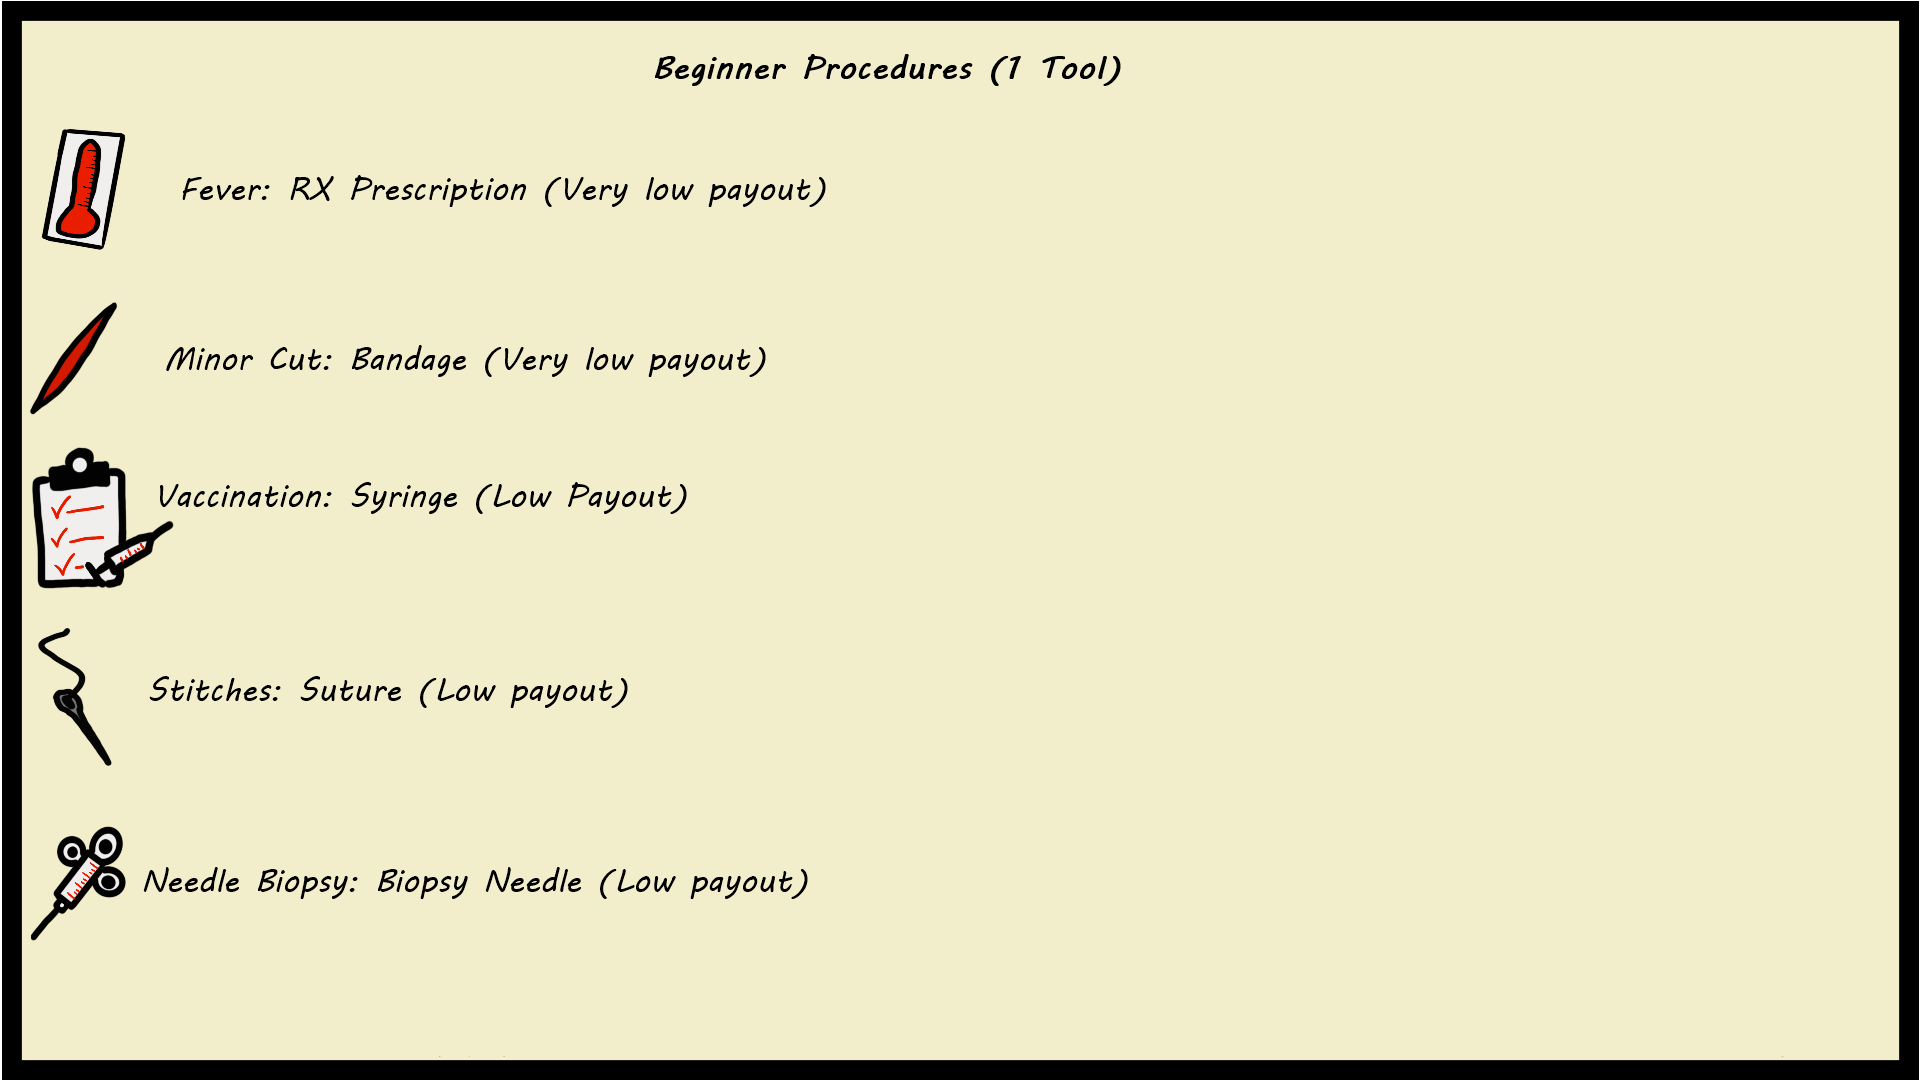 Beginner Procedures (1 Tool)
Fever: RX Prescription (Very low payout)
Minor Cut: Bandage (Very low payout)
Vaccination: Syringe (Low Payout)
Stitches: Suture (Low payout)
Needle Biopsy: Biopsy Needle (Low payout)